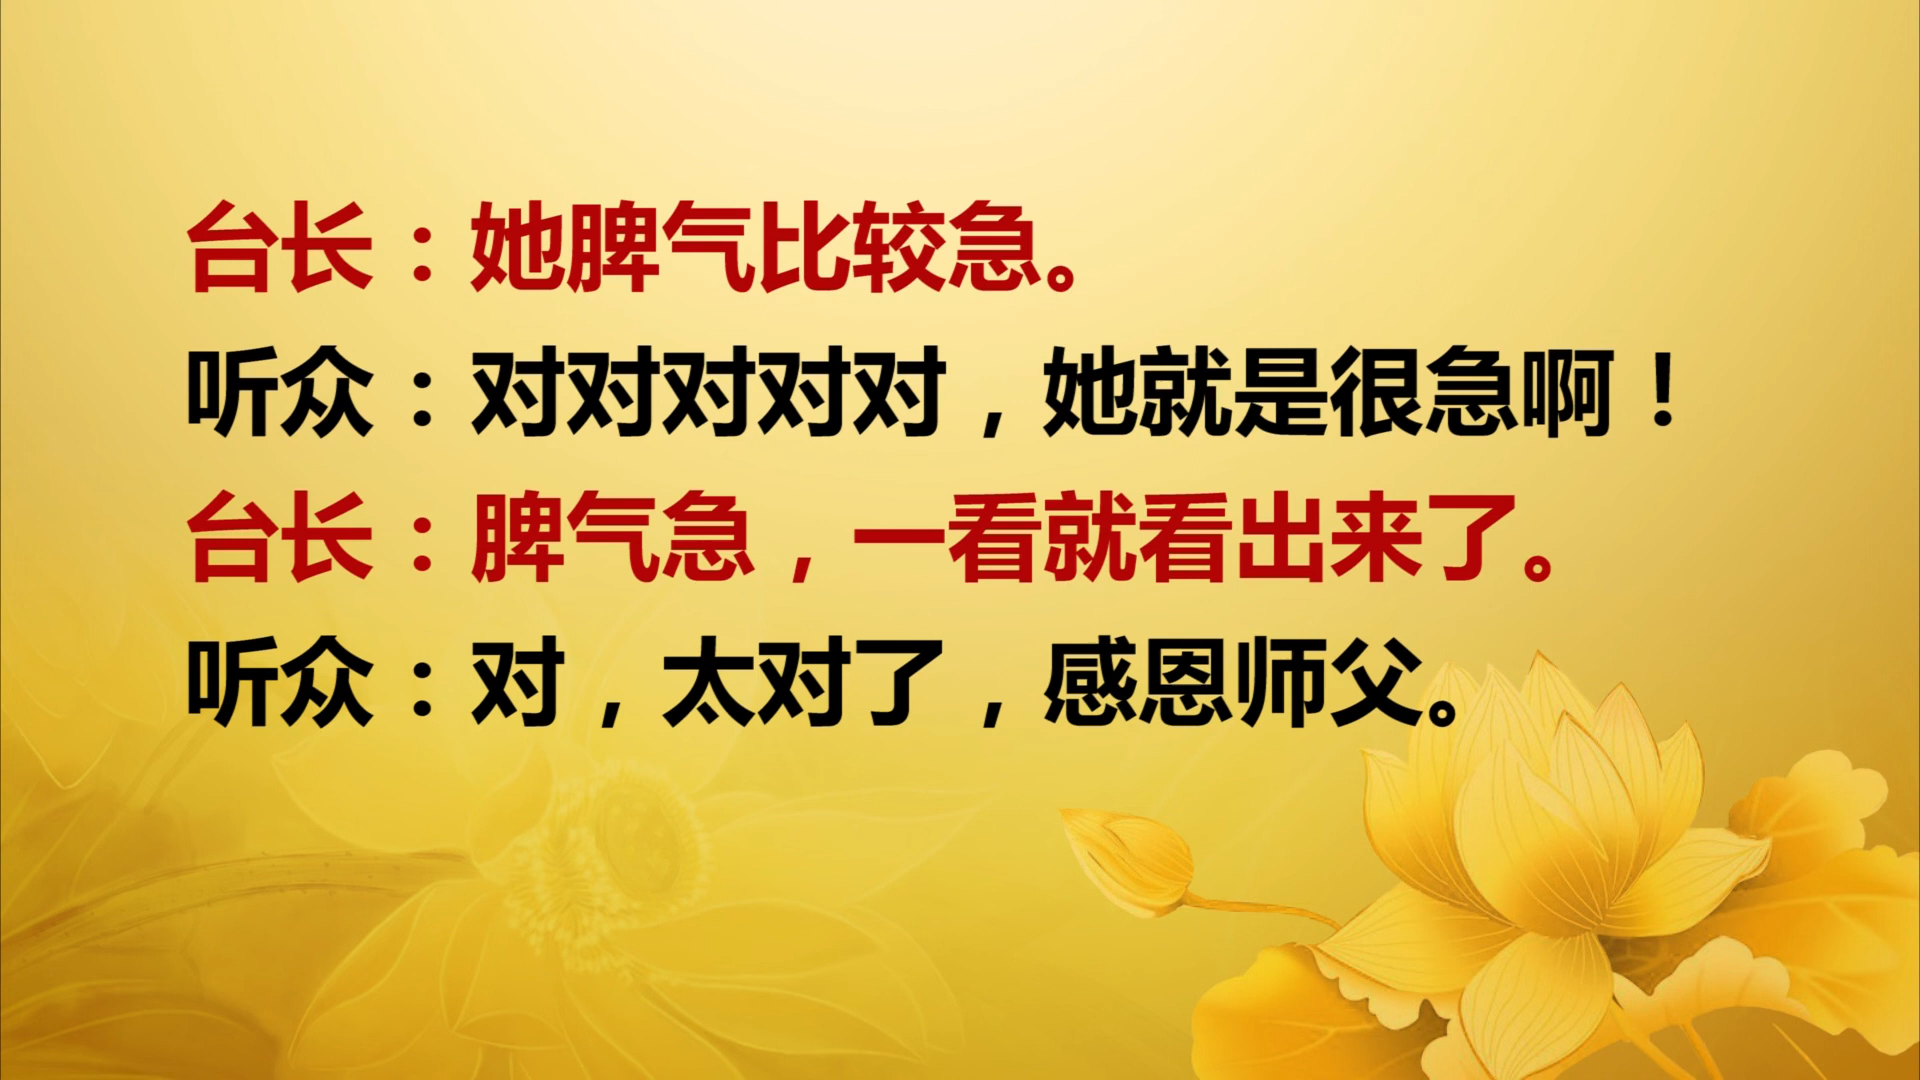 台长：她脾气比较急。
听众：对对对对对，她就是很急啊！
台长：脾气急，一看就看出来了。
听众：对，太对了，感恩师父。